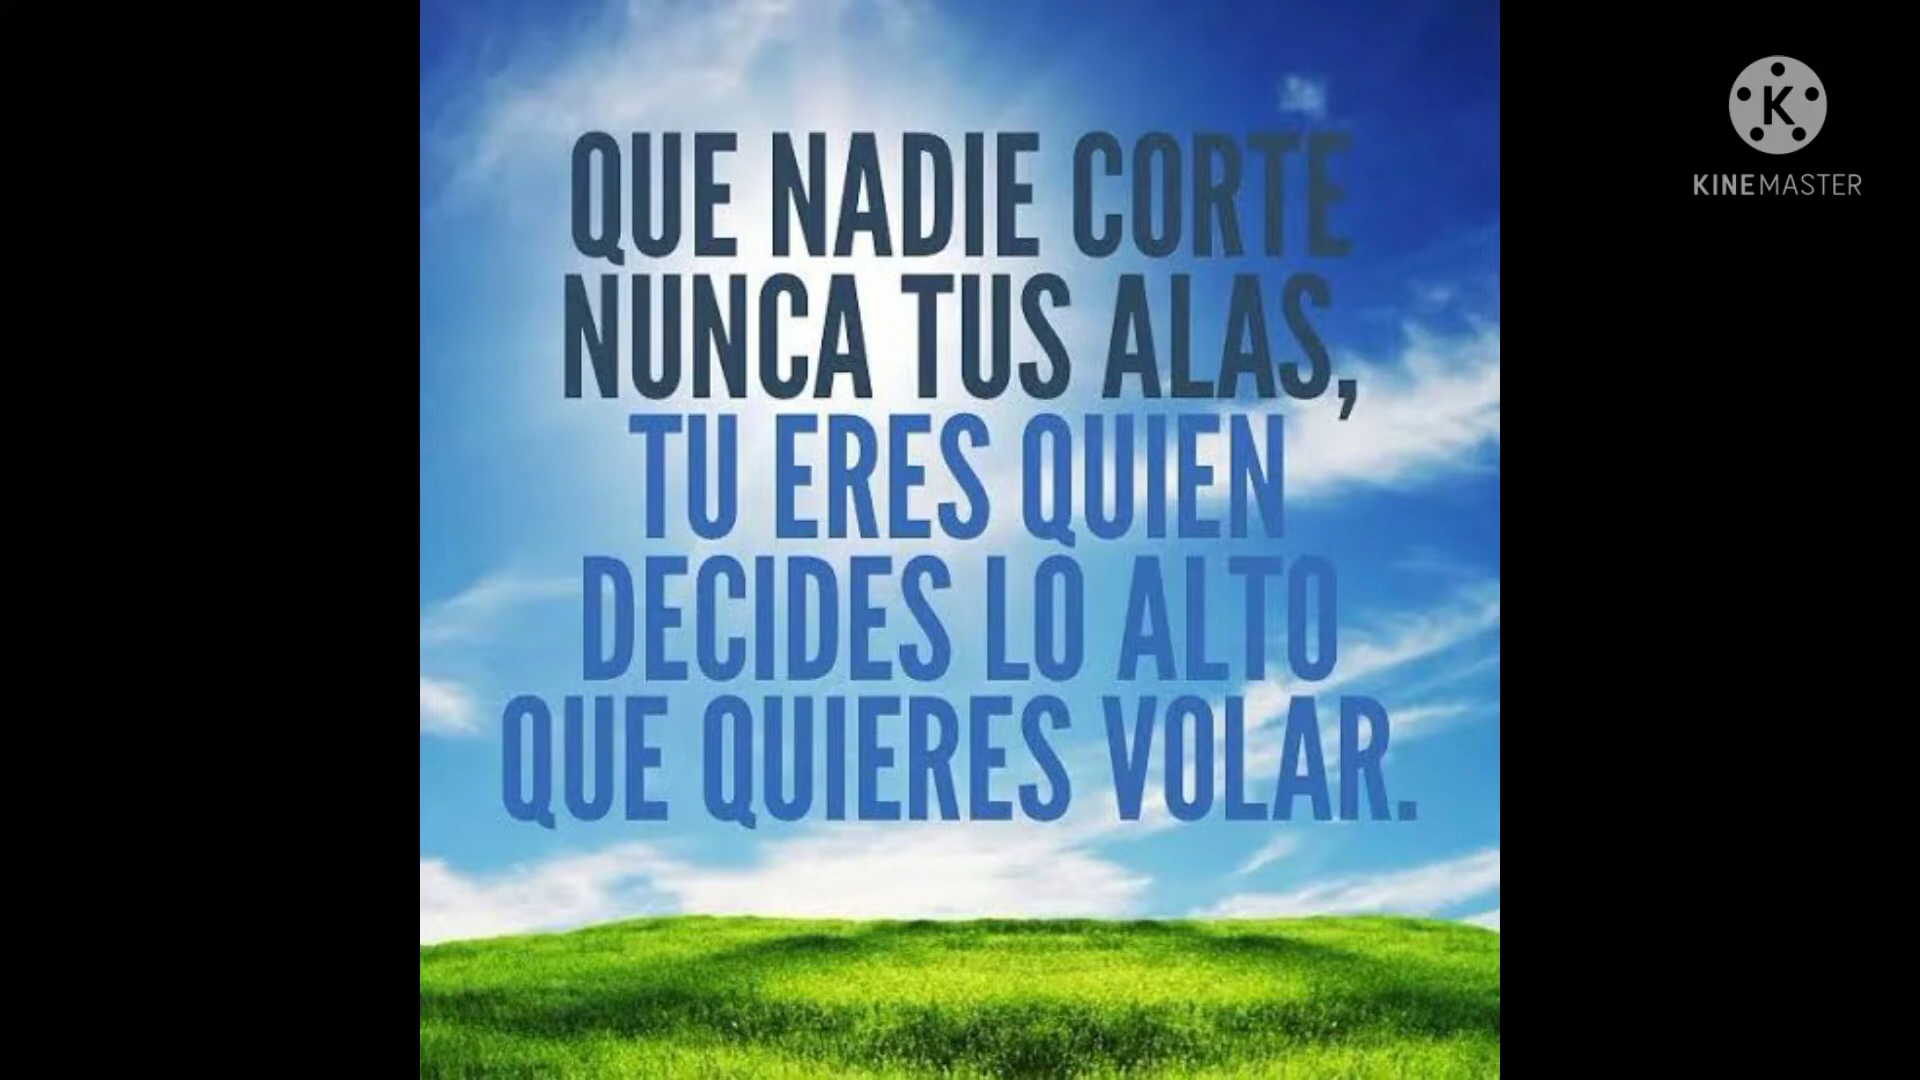 QUE NADIE CORTE
NUNCA TUS ALAS,
TU ERES QUIEN
DECIDES LO ALTO
QUE QUIERES VOLAR.
K
KINEMASTER